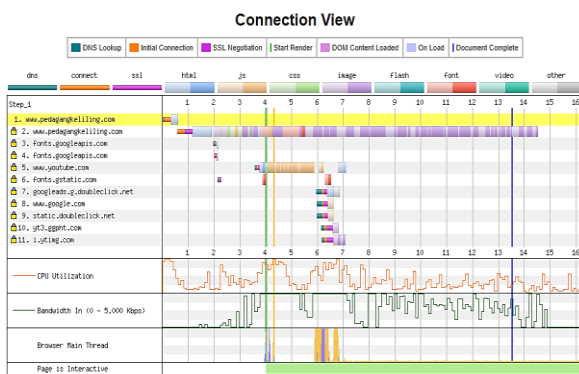 Connection View
DNS Lookup Initial Connection SSL Negotiation Start Render DOM Content Loaded On Load Document Complete
dns connect ssl html js css image flash font video other
Step_1 1 2 3 4 5 6 7 8 9 10 11 12 13 14 15 16
1. www.pedagangkeliling.com
2. www.pedagangkeliling.com
3. fonts.googleapis.com
4. fonts.googleapis.com
5. www.youtube.com
6. fonts.gstatic.com
7. googleads.g.doubleclick.net
8. www.google.com
9. static.doubleclick.net
10. yt3.ggpht.com
11. i.ytimg.com
1 2 3 4 5 6 7 8 9 10 11 12 13 14 15 16
CPU Utilization
Bandwidth In (0 - 5,000 Kbps)
Browser Main Thread
Page is Interactive